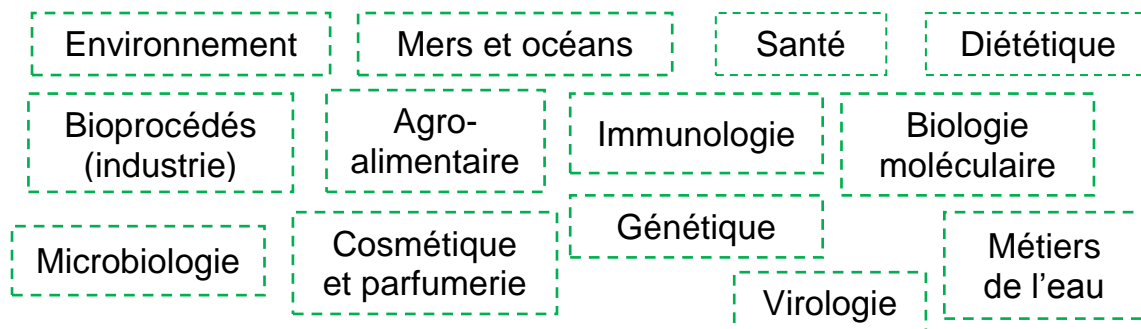 Environnement
Mers et océans
Santé
Diététique
Bioprocédés
(industrie)
Agro-
alimentaire
Immunologie
Biologie
moléculaire
Microbiologie
Cosmétique
et parfumerie
Génétique
Virologie
Métiers
de l’eau